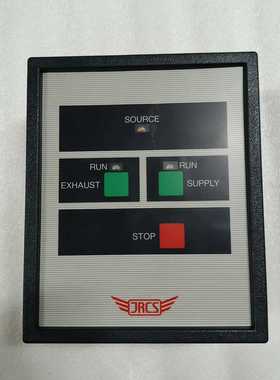 SOURCE
RUN RUN
EXHAUST SUPPLY
STOP
JRCS